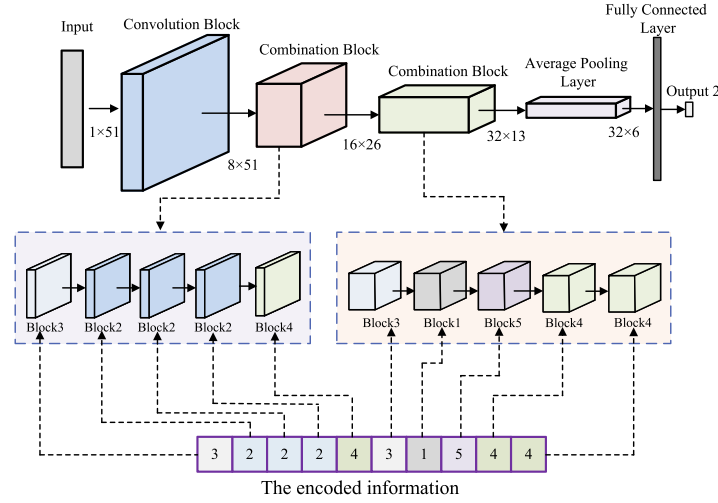 Input
Convolution Block
Combination Block
Combination Block
Average Pooling
Layer
Fully Connected
Layer
Output 2
1×51
8×51
16×26
32×13
32×6
Block3
Block2
Block2
Block2
Block4
Block3
Block1
Block5
Block4
Block4
3 2 2 2 4 3 1 5 4 4
The encoded information